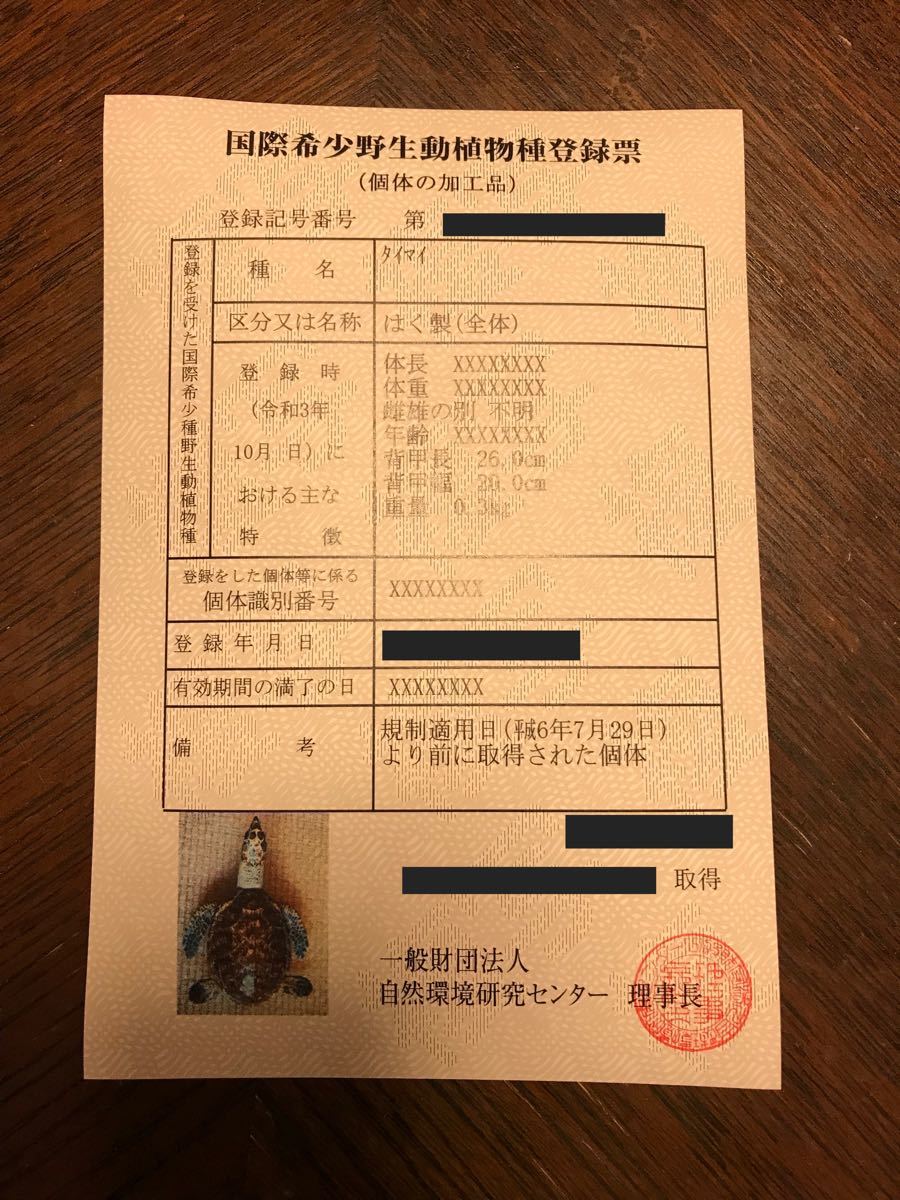 国際希少野生動植物種登録票
(個体の加工品)
登録記号番号 第
登録を受けた国際希少種野生動植物種
種 名
タイマイ
区分又は名称
はく製(全体)
登録時
(令和3年
10月 日)に
おける主な
特 徴
体長 XXXXXXXX
体重 XXXXXXXX
雌雄の別 不明
年齢 XXXXXXXX
背甲長 26.0cm
背甲幅 20.0cm
重量 0.3kg
登録をした個体等に係る
個体識別番号
XXXXXXXX
登録年月日
有効期間の満了の日
XXXXXXXX
備 考
規制適用日(平成6年7月29日)
より前に取得された個体
取得
一般財団法人
自然環境研究センター 理事長